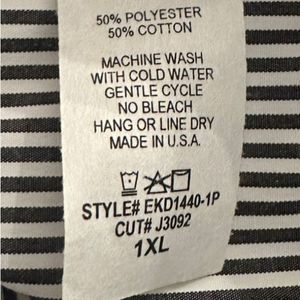 50% POLYESTER
50% COTTON
MACHINE WASH
WITH COLD WATER
GENTLE CYCLE
NO BLEACH
HANG OR LINE DRY
MADE IN U.S.A.
STYLE# EKD1440-1P
CUT# J3092
1XL